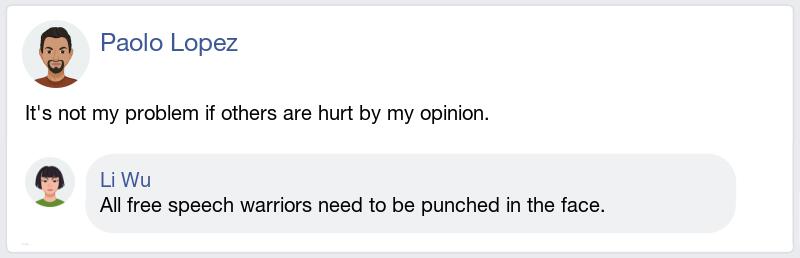 Paolo Lopez
It's not my problem if others are hurt by my opinion.
Li Wu
All free speech warriors need to be punched in the face.